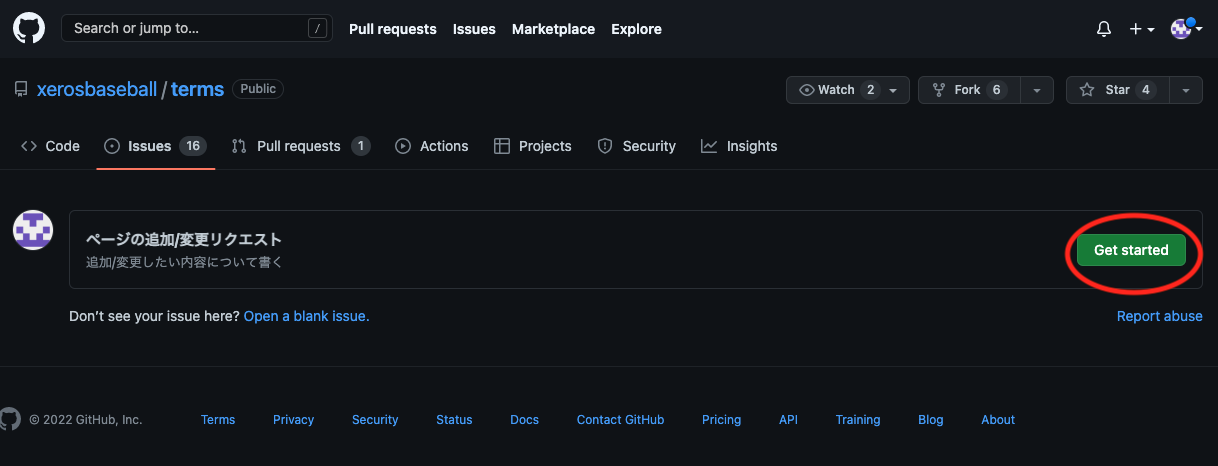 Search or jump to... /
Pull requests Issues Marketplace Explore
xerosbaseball / terms Public
Watch 2 Fork 6 Star 4
Code Issues 16 Pull requests 1 Actions Projects Security Insights
ページの追加/変更リクエスト
追加/変更したい内容について書く
Get started
Don't see your issue here? Open a blank issue.
Report abuse
© 2022 GitHub, Inc. Terms Privacy Security Status Docs Contact GitHub Pricing API Training Blog About